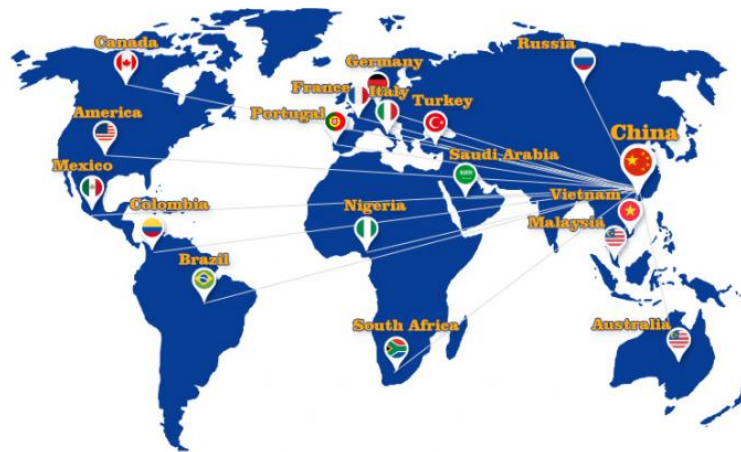 Canada
Russia
Germany
France
Italy
America
Portugal
Turkey
China
Mexico
Saudi Arabia
Colombia
Nigeria
Vietnam
Malaysia
Brazil
South Africa
Australia